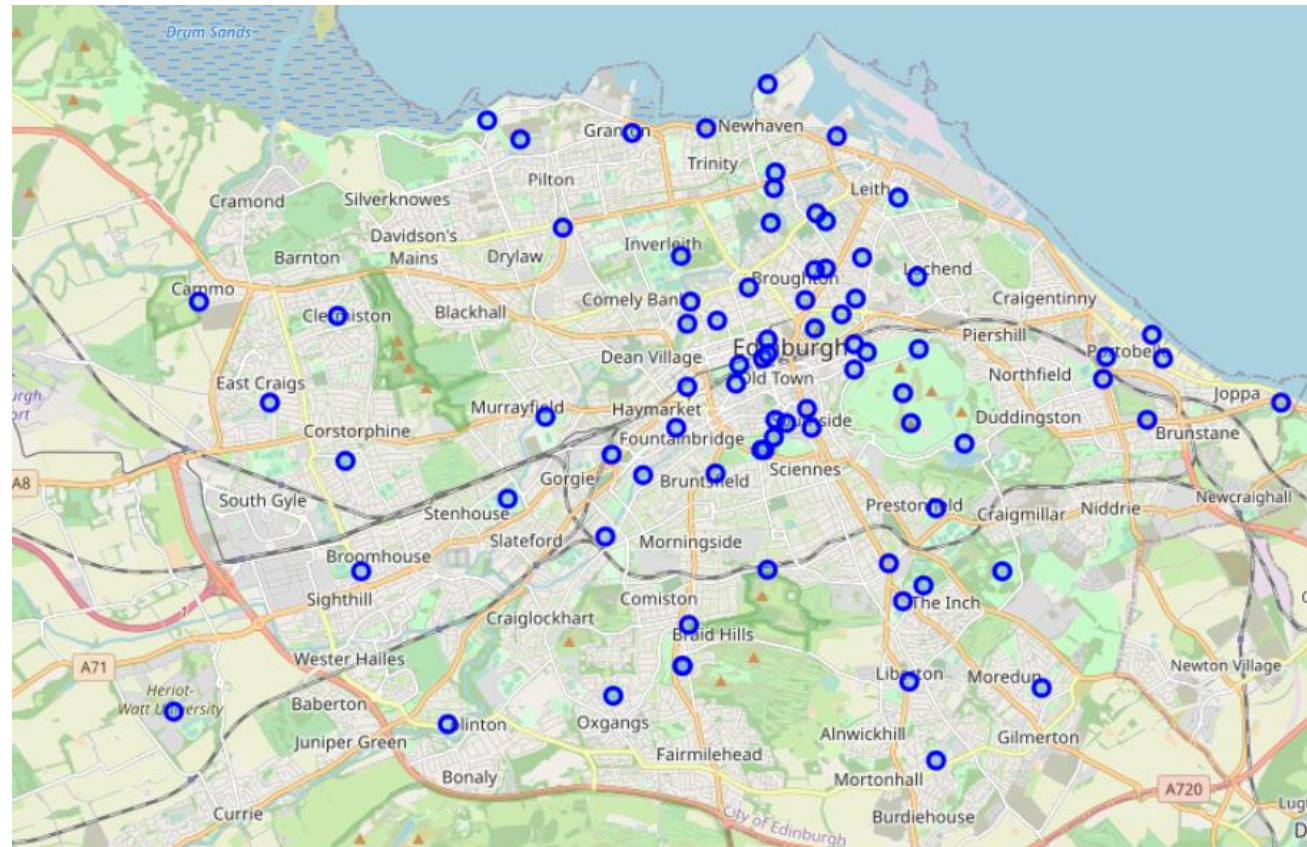 Drum Sands
Granton
Newhaven
Trinity
Pilton
Leith
Cramond
Silverknowes
Davidson's
Mains
Inverleith
Drylaw
Barnton
Lochend
Broughton
Cammo
Comely Bank
Craigentinny
Clermiston
Blackhall
Piershill
Edinburgh
Portobello
Dean Village
Old Town
Northfield
East Craigs
Joppa
Murrayfield
Haymarket
Duddingston
Corstorphine
Fountainbridge
Southside
Brunstane
A8
Gorgie
Sciennes
South Gyle
Bruntsfield
Newcraighall
Stenhouse
Prestonfield
Craigmillar
Niddrie
Slateford
Morningside
Broomhouse
Sighthill
Comiston
The Inch
Craiglockhart
Braid Hills
A71
Wester Hailes
Newton Village
Heriot-
Watt University
Liberton
Moredun
Baberton
Oxgangs
Colinton
Juniper Green
Alnwickhill
Gilmerton
Fairmilehead
Bonaly
Mortonhall
A720
Currie
City of Edinburgh
Burdiehouse